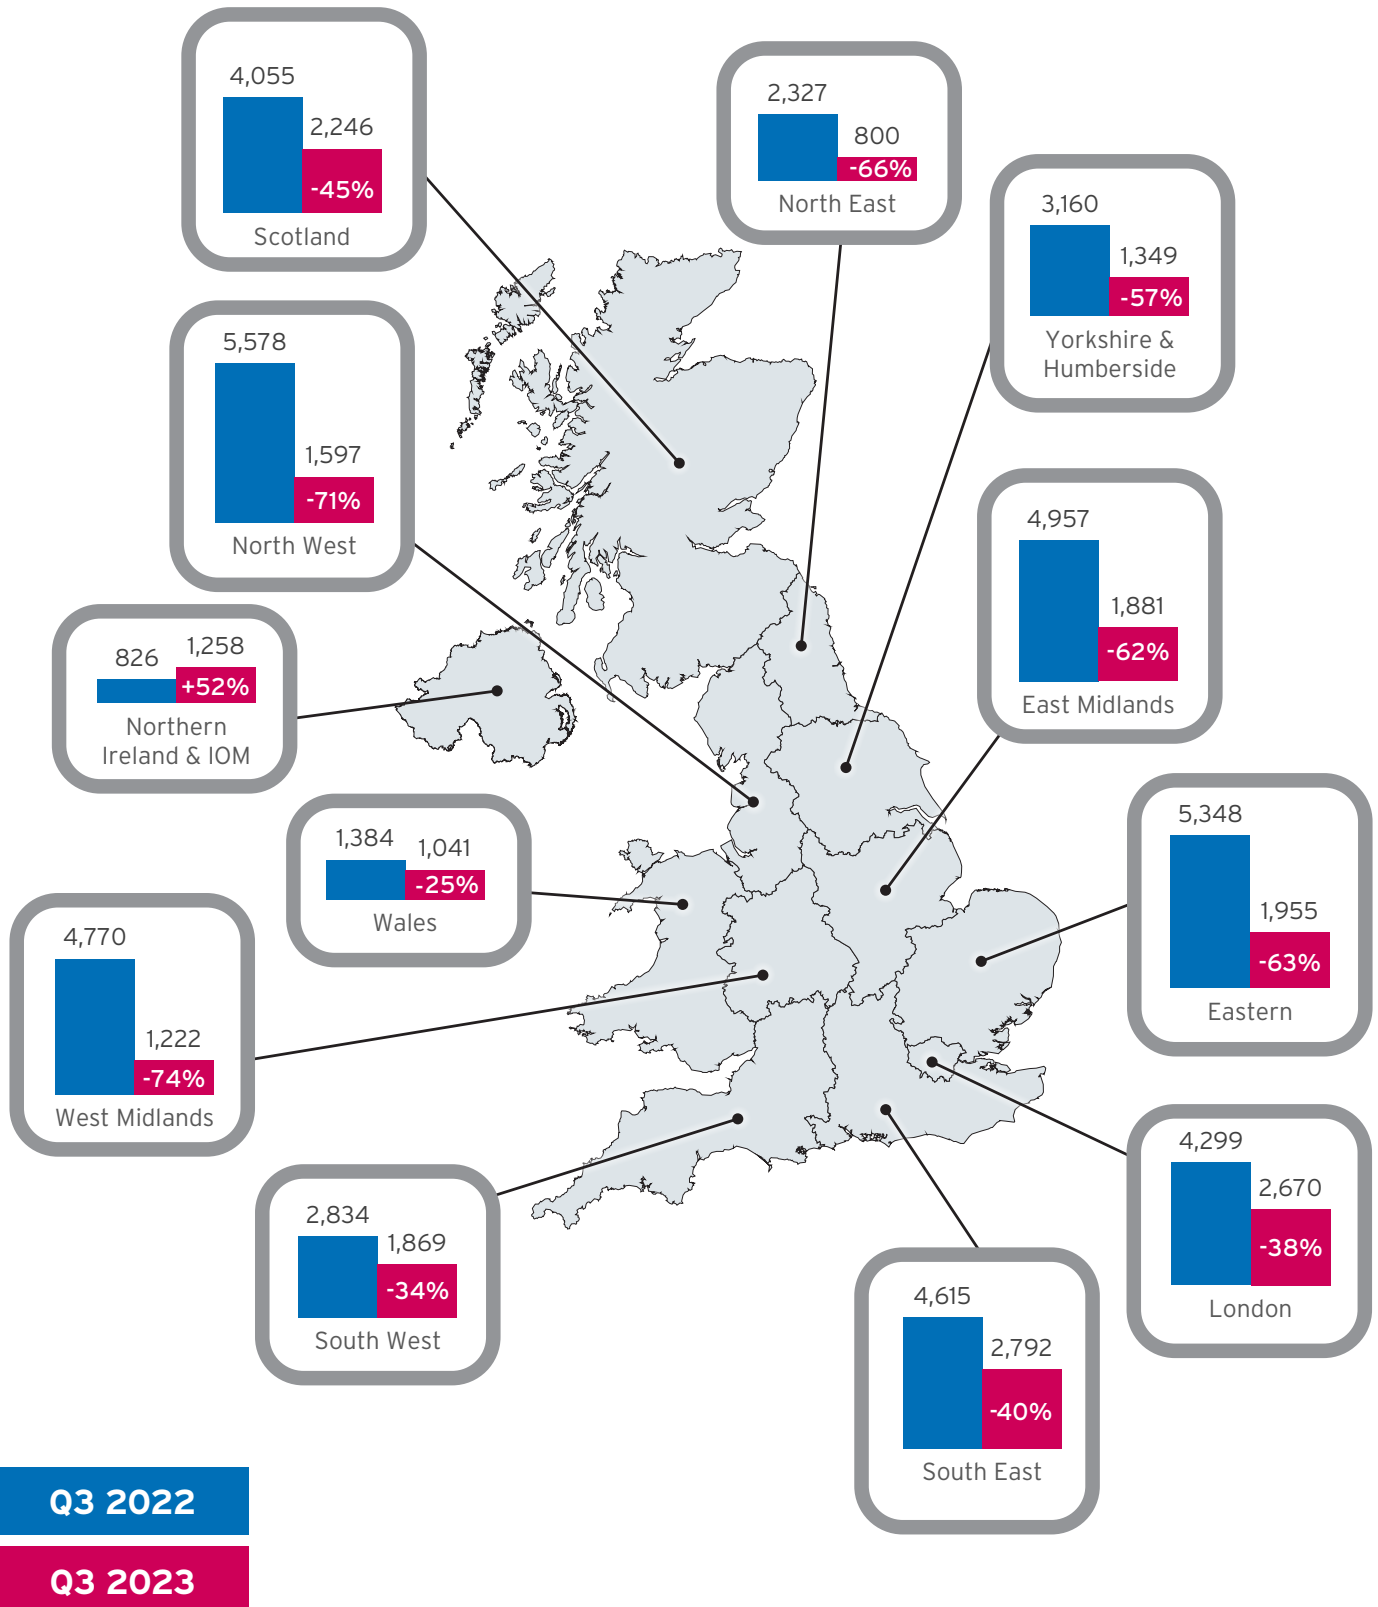 4,055
2,246
-45%
Scotland
2,327
800
-66%
North East
3,160
1,349
-57%
Yorkshire &
Humberside
5,578
1,597
-71%
North West
4,957
1,881
-62%
East Midlands
826
1,258
+52%
Northern
Ireland & IOM
1,384
1,041
-25%
Wales
5,348
1,955
-63%
Eastern
4,770
1,222
-74%
West Midlands
4,299
2,670
-38%
London
2,834
1,869
-34%
South West
4,615
2,792
-40%
South East
Q3 2022
Q3 2023